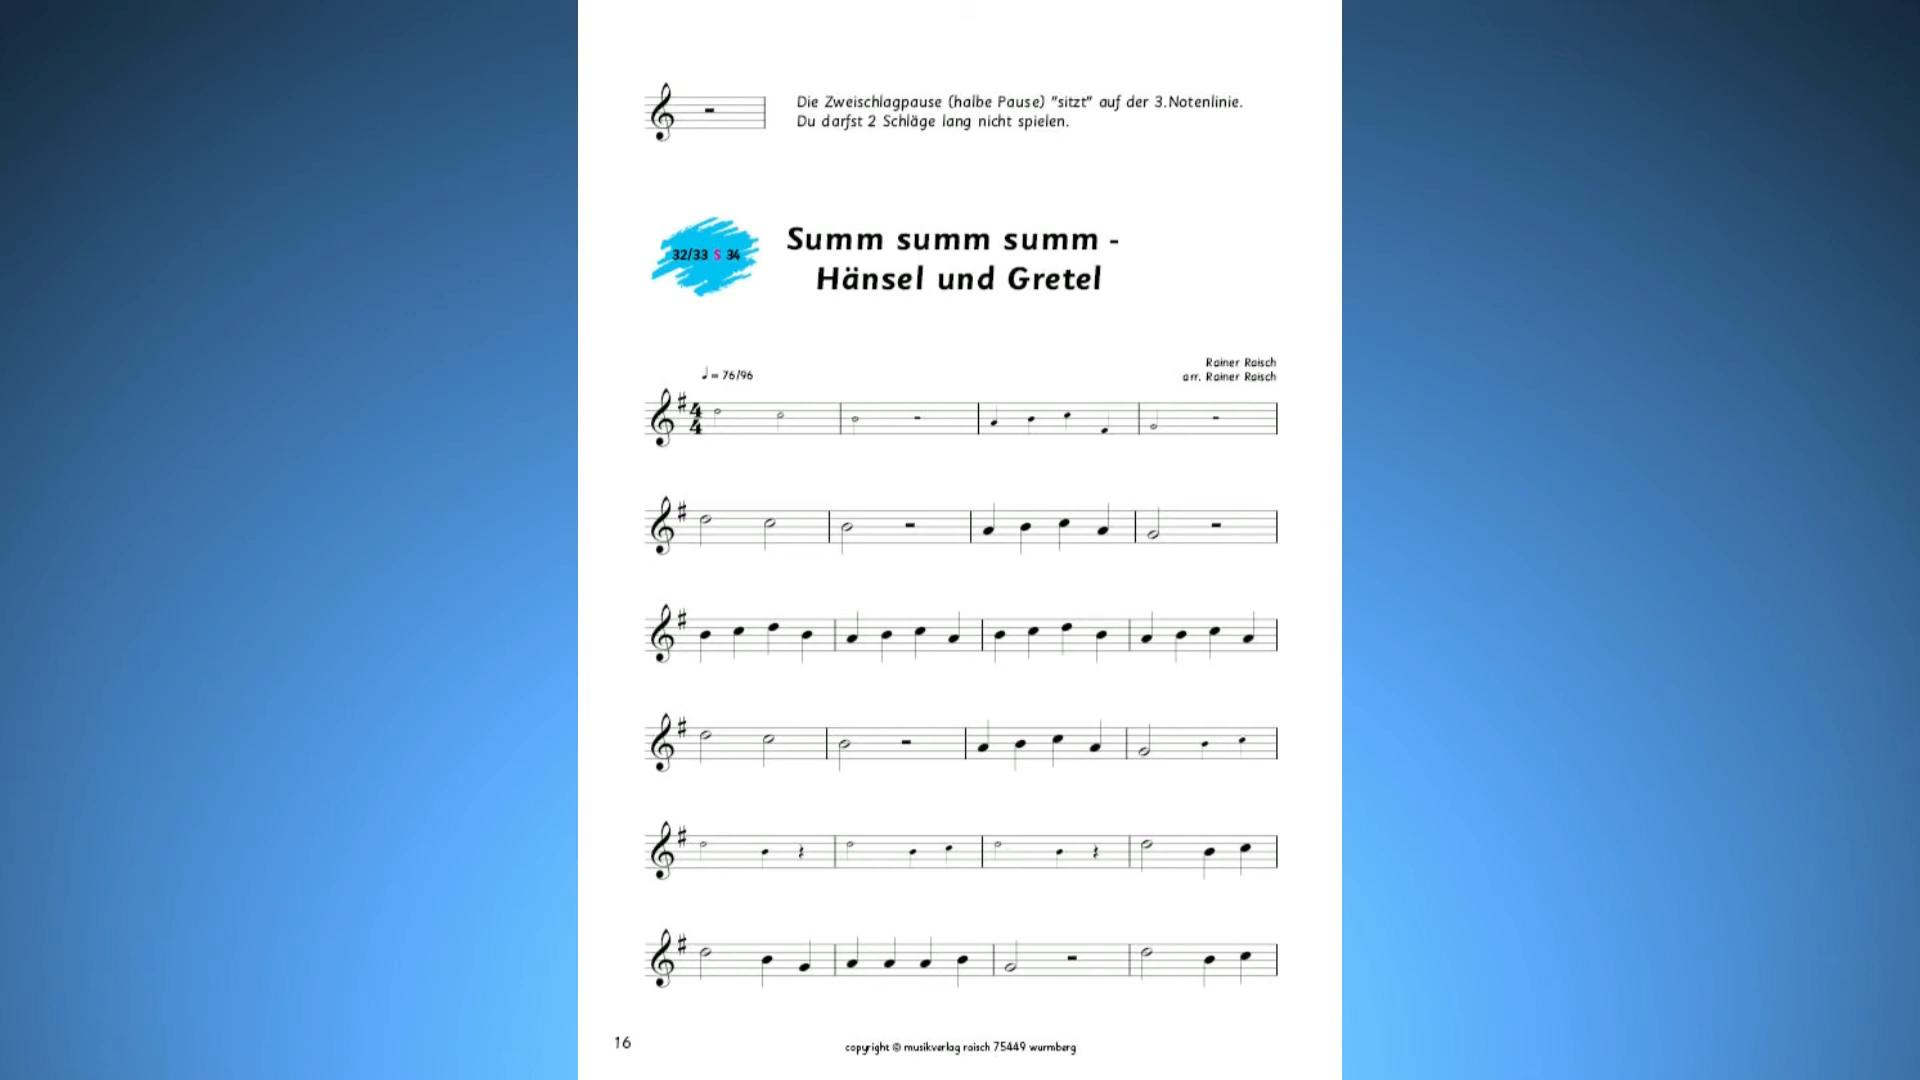 Die Zweischlagpause (halbe Pause) "sitzt" auf der 3.Notenlinie.
Du darfst 2 Schläge lang nicht spielen.
32/33 S 34
Summ summ summ -
Hänsel und Gretel
Rainer Raisch
♩ = 76/96
arr. Rainer Raisch
4
4
16
copyright © musikverlag raisch 75449 wurmberg